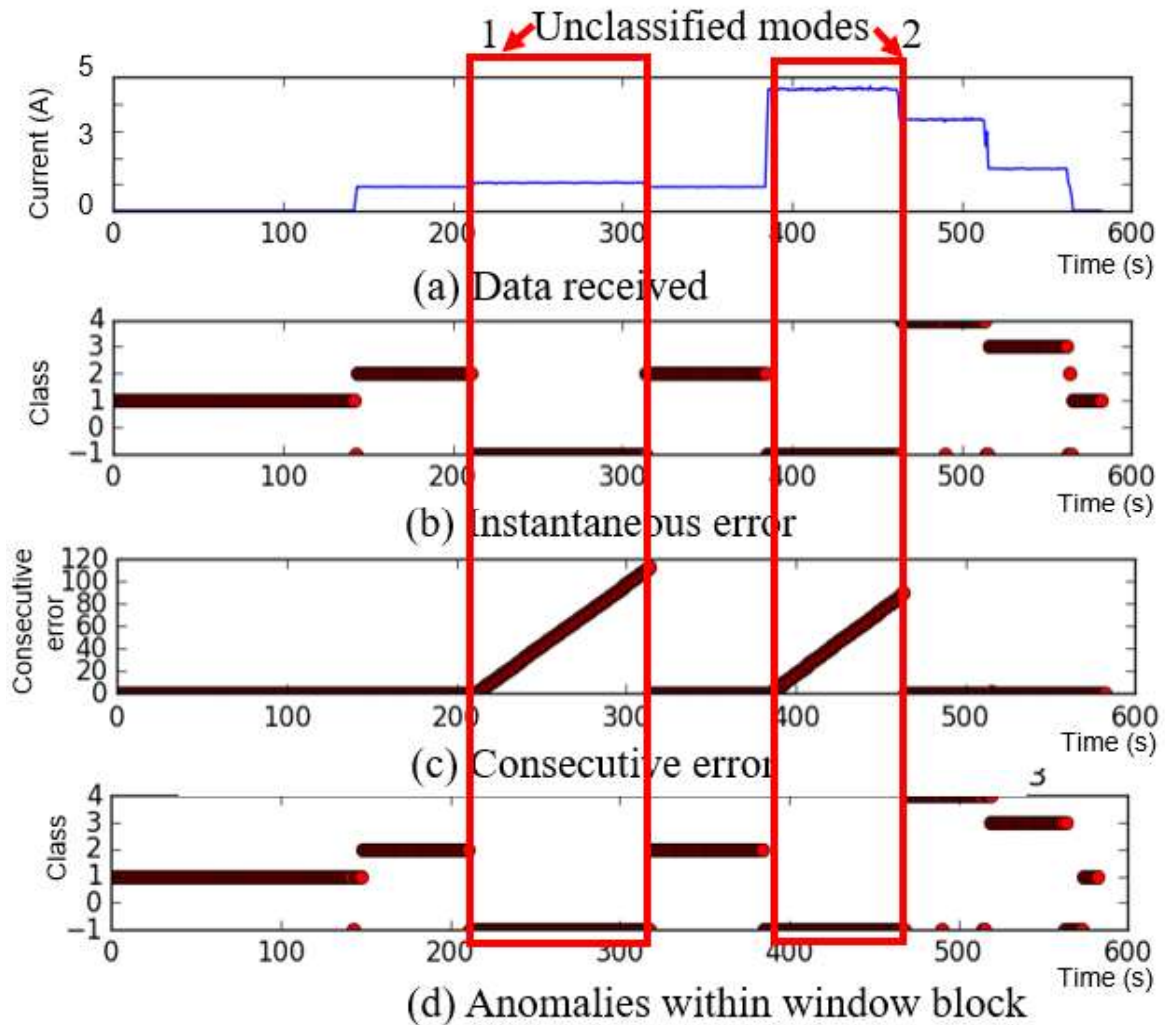 1 Unclassified modes 2
5
3
0
Current (A)
0 100 200 300 400 500 600
Time (s)
(a) Data received
4
3
2
1
0
−1
Class
0 100 200 300 400 500 600
Time (s)
(b) Instantaneous error
120
100
80
60
40
20
0
Consecutive
error
0 100 200 300 400 500 600
Time (s)
(c) Consecutive error
3
4
3
2
1
0
−1
Class
0 100 200 300 400 500 600
Time (s)
(d) Anomalies within window block